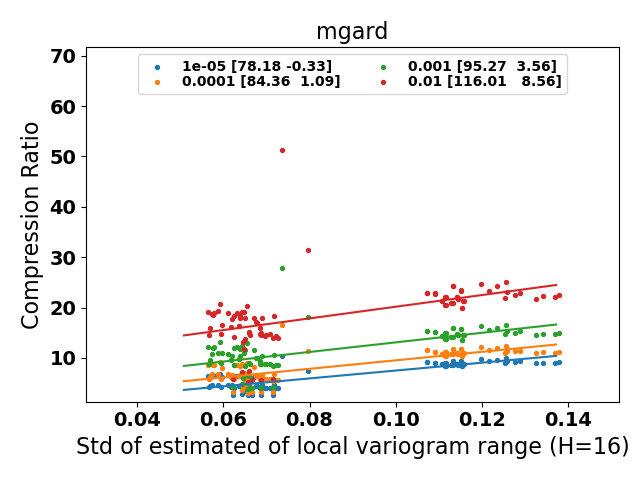 mgard
1e-05 [78.18 -0.33]
0.0001 [84.36  1.09]
0.001 [95.27  3.56]
0.01 [116.01   8.56]
Compression Ratio
70
60
50
40
30
20
10
0.04 0.06 0.08 0.10 0.12 0.14
Std of estimated of local variogram range (H=16)